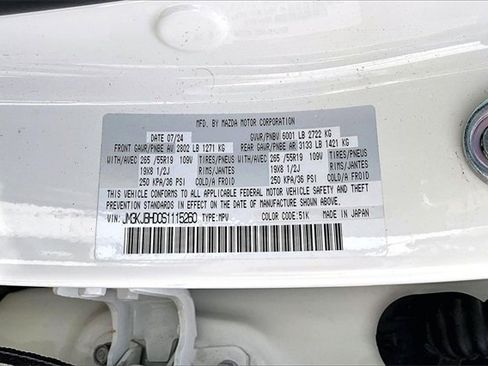 MFD. BY MAZDA MOTOR CORPORATION
DATE 07/24 GVWR/PNBV 6001 LB 2722 KG
FRONT GAWR/PNBE AV 2802 LB 1271 KG REAR GAWR/PNBE AR 3133 LB 1421 KG
WITH/AVEC 265 /55R19 109V TIRES/PNEUS WITH/AVEC 265 /55R19 109V TIRES/PNEUS
19X8 1/2J RIMS/JANTES 19X8 1/2J RIMS/JANTES
250 KPA/36 PSI COLD/A FROID 250 KPA/36 PSI COLD/A FROID
THIS VEHICLE CONFORMS TO ALL APPLICABLE FEDERAL MOTOR VEHICLE SAFETY AND THEFT
PREVENTION STANDARDS IN EFFECT ON THE DATE OF MANUFACTURE SHOWN ABOVE.
VIN: JM3KJBHD0S1115260 TYPE: MPV COLOR CODE: 51K MADE IN JAPAN